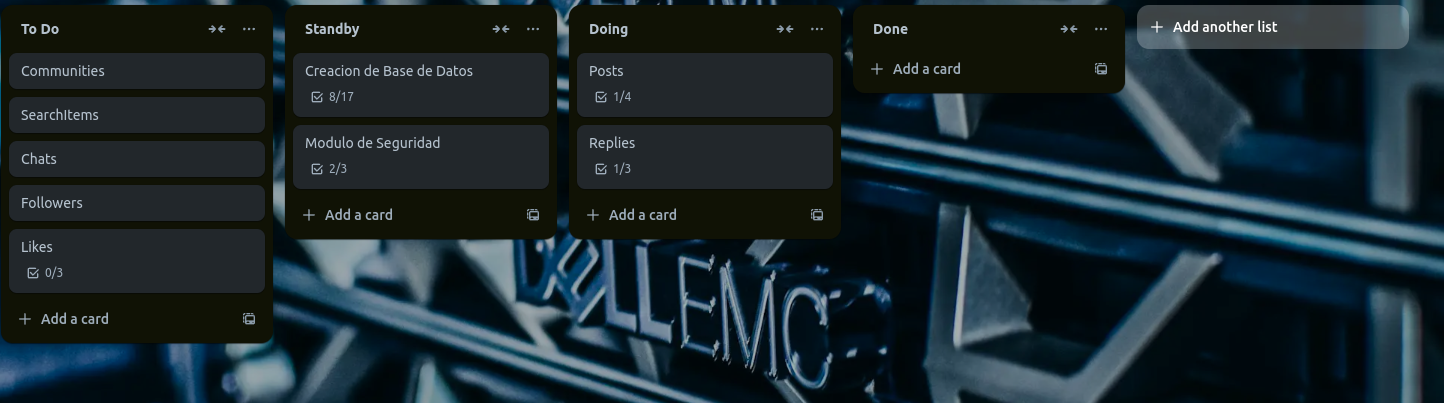 To Do
Communities
SearchItems
Chats
Followers
Likes
0/3
+ Add a card
Standby
Creacion de Base de Datos
8/17
Modulo de Seguridad
2/3
+ Add a card
Doing
Posts
1/4
Replies
1/3
+ Add a card
Done
+ Add a card
+ Add another list
DELLEMC